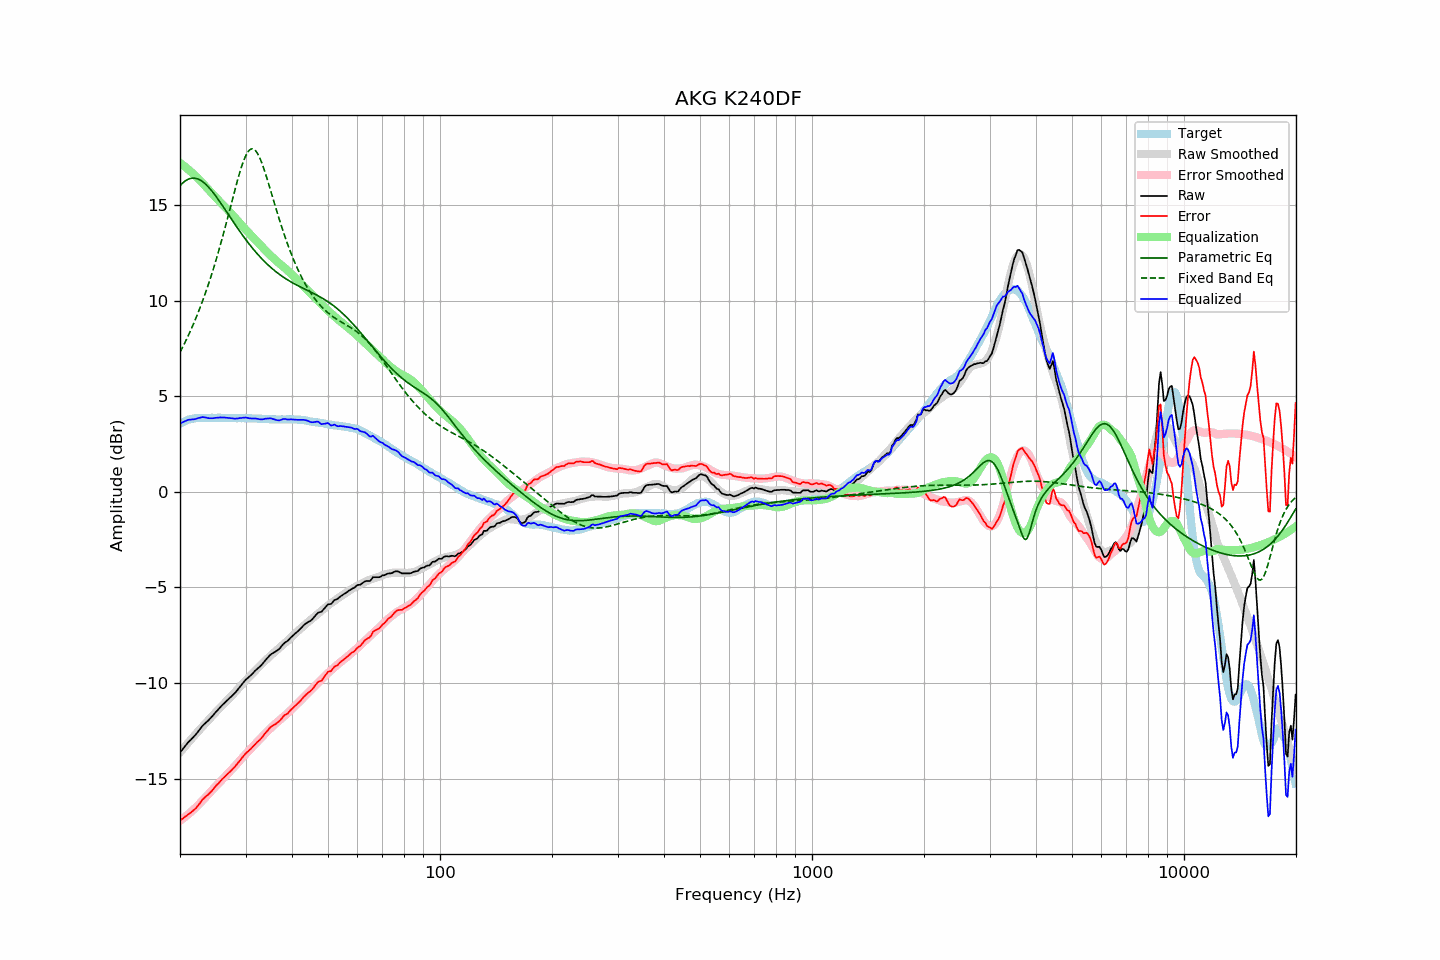 AKG K240DF
Amplitude (dBr)
15
10
5
0
−5
−10
−15
100
1000
10000
Frequency (Hz)
Target
Raw Smoothed
Error Smoothed
Raw
Error
Equalization
Parametric Eq
Fixed Band Eq
Equalized